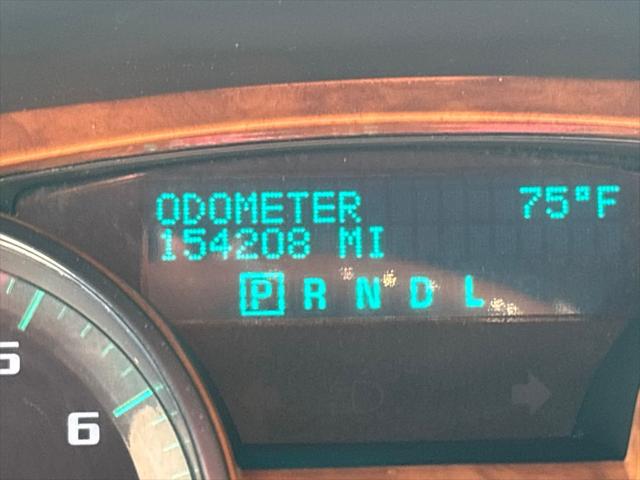 ODOMETER 75°F
154208 MI
P R N D L
5
6